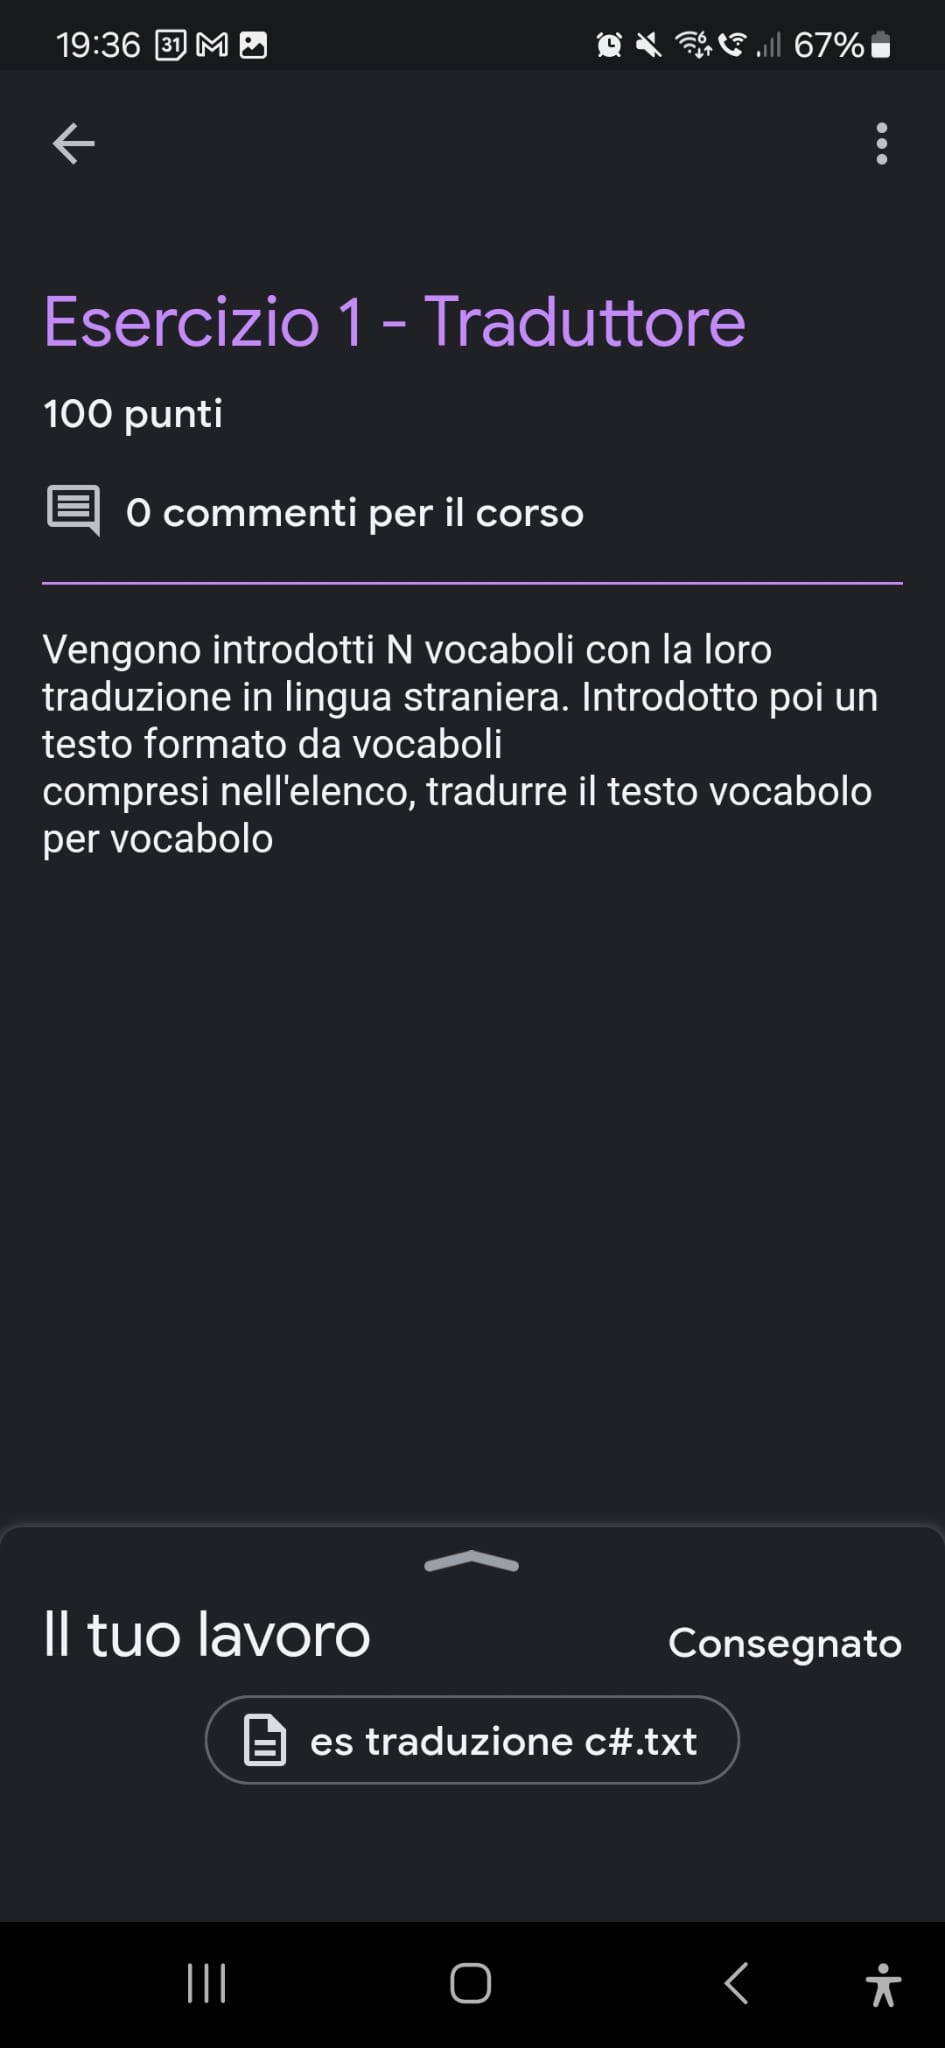 19:36 31 67%
Esercizio 1 - Traduttore
100 punti
0 commenti per il corso
Vengono introdotti N vocaboli con la loro
traduzione in lingua straniera. Introdotto poi un
testo formato da vocaboli
compresi nell'elenco, tradurre il testo vocabolo
per vocabolo
Il tuo lavoro
Consegnato
es traduzione c#.txt